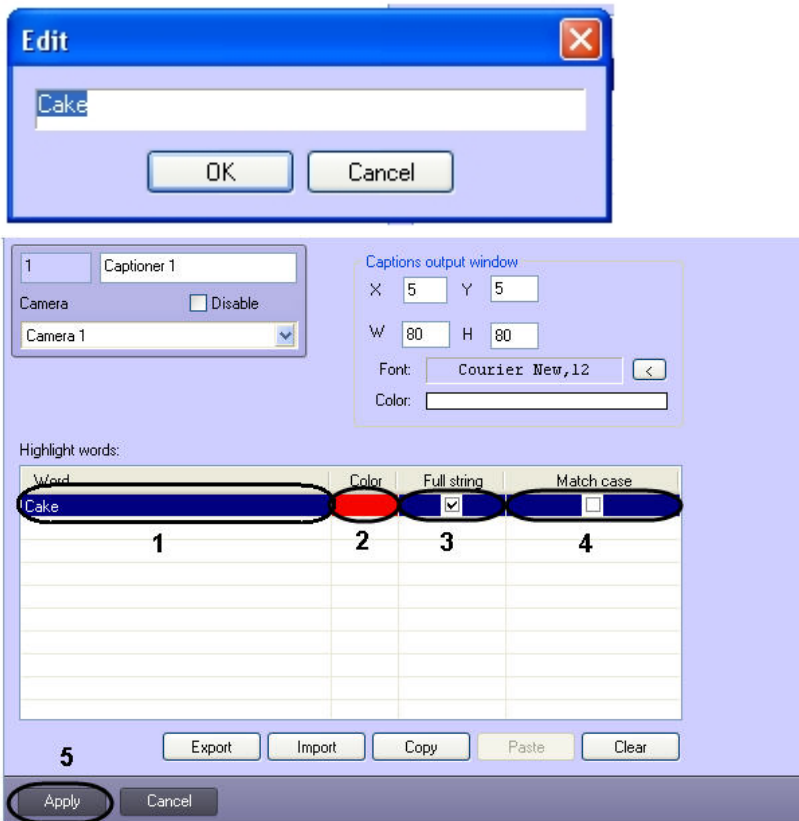 Edit
Cake
OK Cancel
1 Captioner 1
Camera Disable
Camera 1
Captions output window
X 5 Y 5
W 80 H 80
Font: Courier New,12 <
Color:
Highlight words:
Word Color Full string Match case
Cake
1 2 3 4
Export Import Copy Paste Clear
5
Apply Cancel